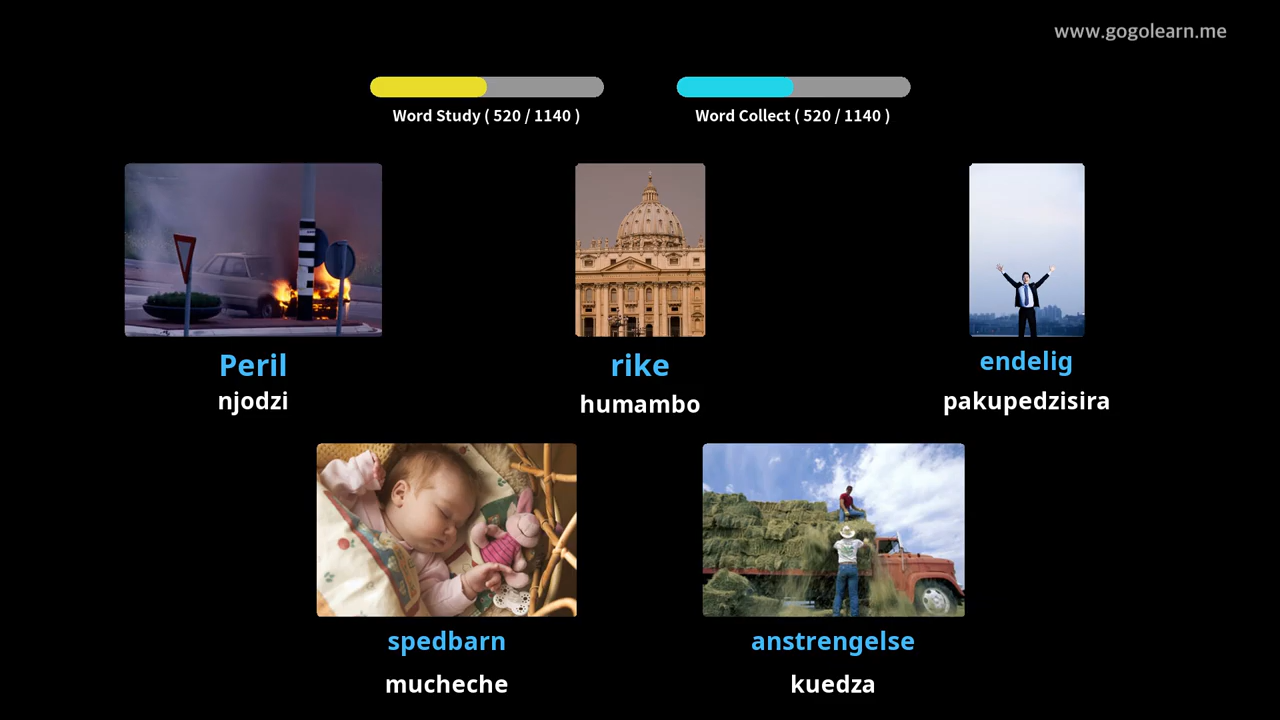 www.gogolearn.me
Word Study ( 520 / 1140 )
Word Collect ( 520 / 1140 )
Peril
njodzi
rike
humambo
endelig
pakupedzisira
spedbarn
mucheche
anstrengelse
kuedza